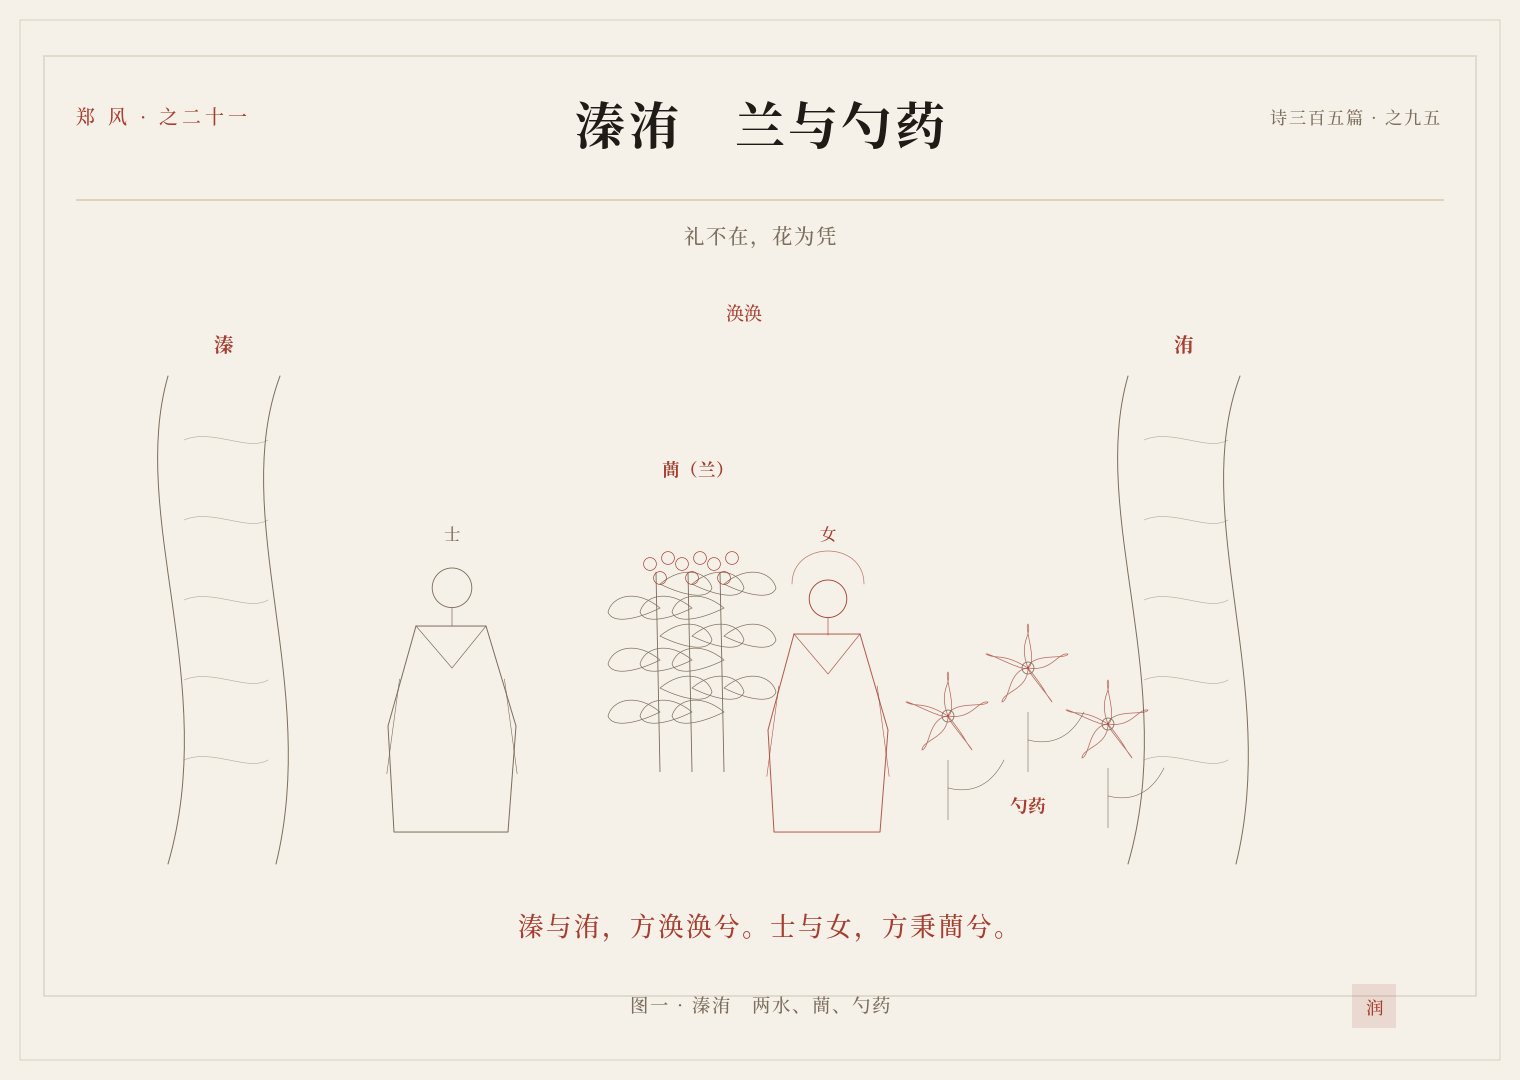 郑 风 · 之二十一
溱洧　兰与勺药
诗三百五篇 · 之九五
礼不在，花为凭
涣涣
溱
洧
蕳（兰）
士
女
勺药
溱与洧，方涣涣兮。士与女，方秉蕳兮。
图一 · 溱洧　两水、蕳、勺药
润